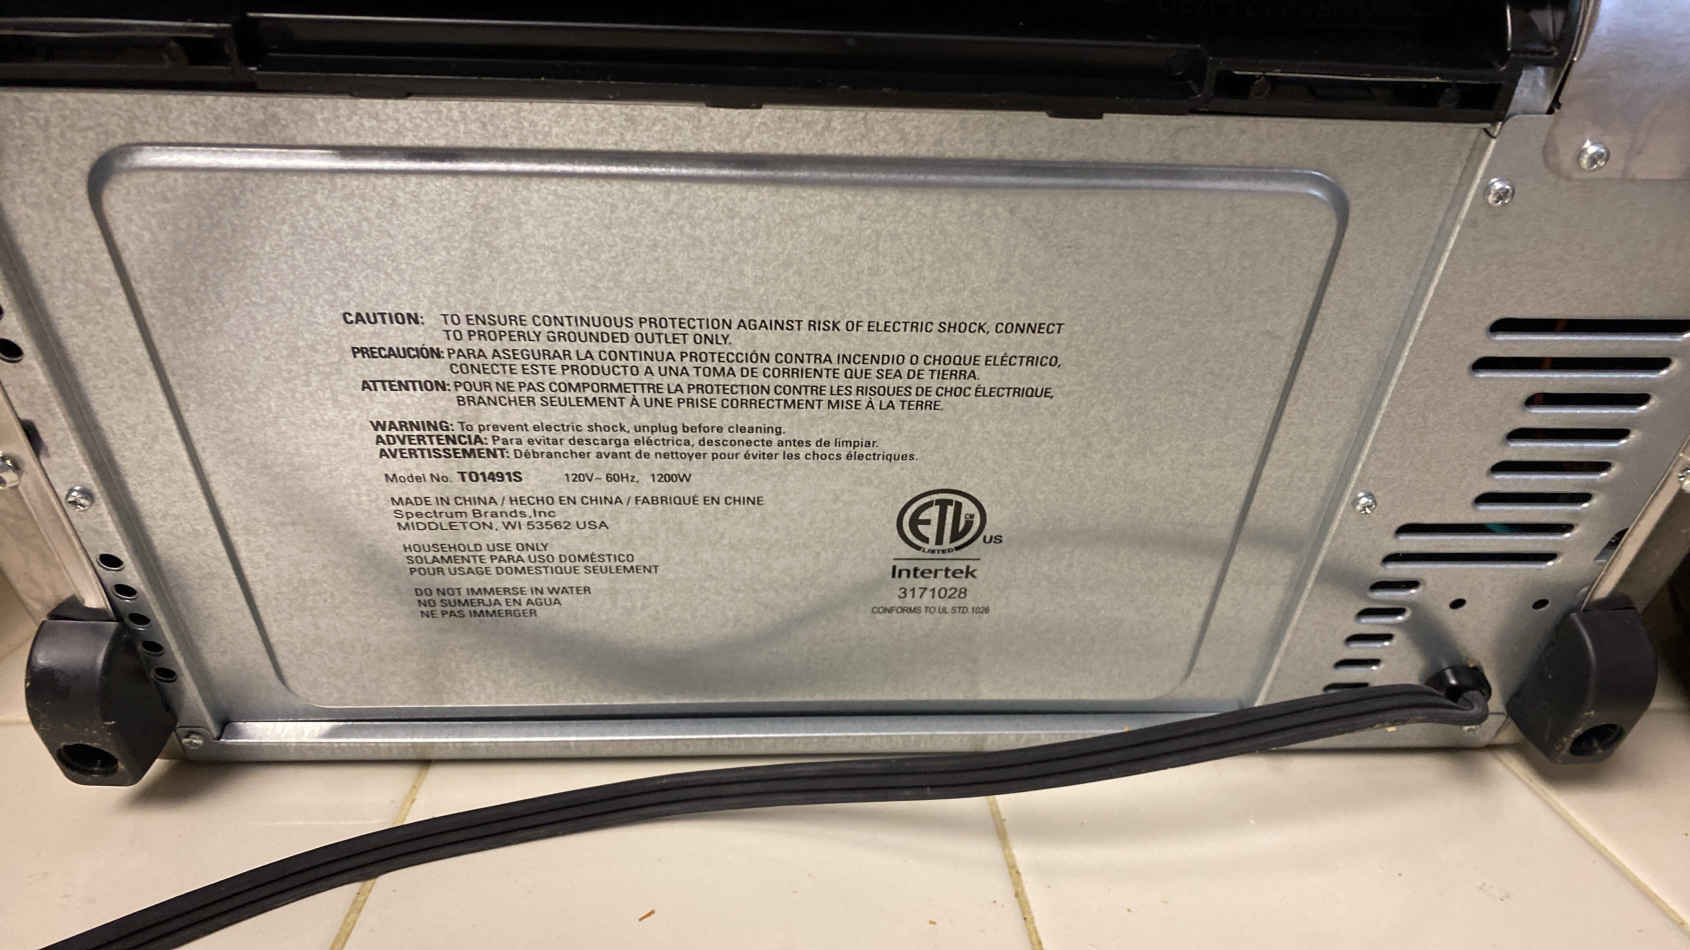 CAUTION: TO ENSURE CONTINUOUS PROTECTION AGAINST RISK OF ELECTRIC SHOCK, CONNECT
TO PROPERLY GROUNDED OUTLET ONLY.
PRECAUCIÓN: PARA ASEGURAR LA CONTINUA PROTECCIÓN CONTRA INCENDIO O CHOQUE ELÉCTRICO,
CONECTE ESTE PRODUCTO A UNA TOMA DE CORRIENTE QUE SEA DE TIERRA.
ATTENTION: POUR NE PAS COMPORMETTRE LA PROTECTION CONTRE LES RISQUES DE CHOC ÉLECTRIQUE,
BRANCHER SEULEMENT À UNE PRISE CORRECTMENT MISE À LA TERRE.
WARNING: To prevent electric shock, unplug before cleaning.
ADVERTENCIA: Para evitar descarga eléctrica, desconecte antes de limpiar.
AVERTISSEMENT: Débrancher avant de nettoyer pour éviter les chocs électriques.
Model No. TO1491S 120V~ 60Hz, 1200W
MADE IN CHINA / HECHO EN CHINA / FABRIQUÉ EN CHINE
Spectrum Brands,Inc
MIDDLETON, WI 53562 USA
HOUSEHOLD USE ONLY
SOLAMENTE PARA USO DOMÉSTICO
POUR USAGE DOMESTIQUE SEULEMENT
DO NOT IMMERSE IN WATER
NO SUMERJA EN AGUA
NE PAS IMMERGER
ETL CM US
LISTED
Intertek
3171028
CONFORMS TO UL STD.1026